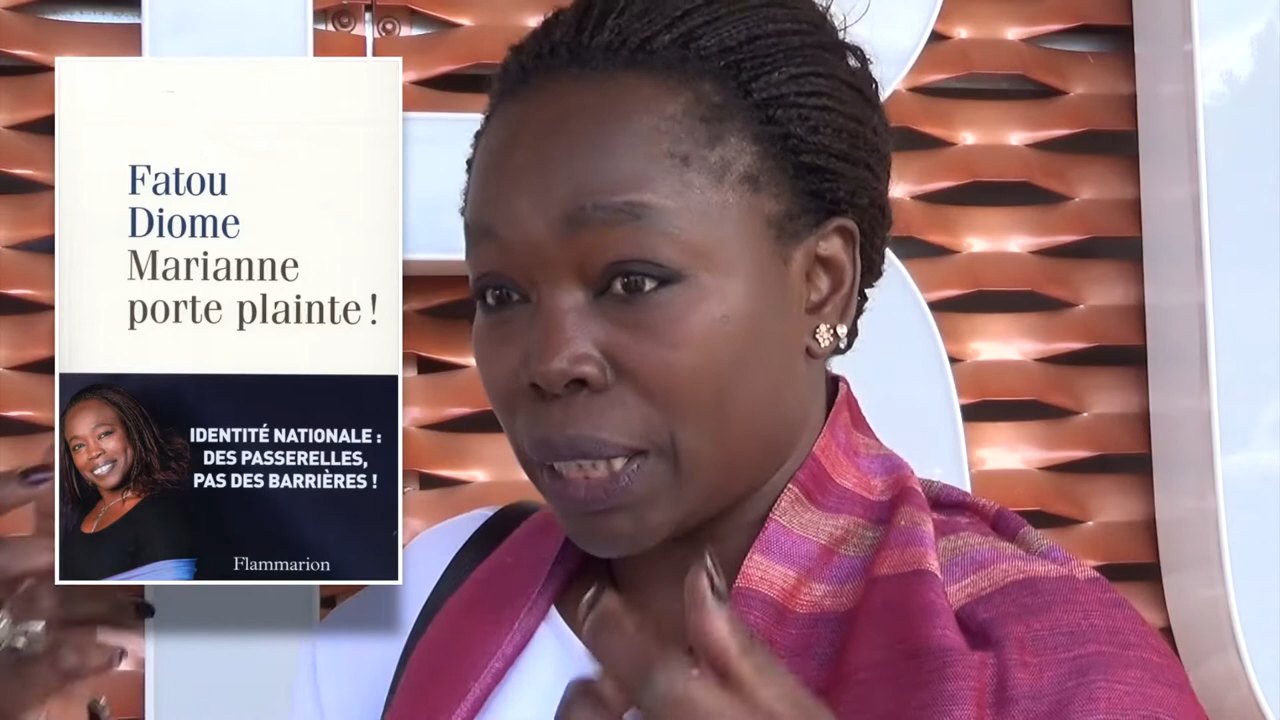 Fatou
Diome
Marianne
porte plainte !
IDENTITÉ NATIONALE :
DES PASSERELLES,
PAS DES BARRIÈRES !
Flammarion